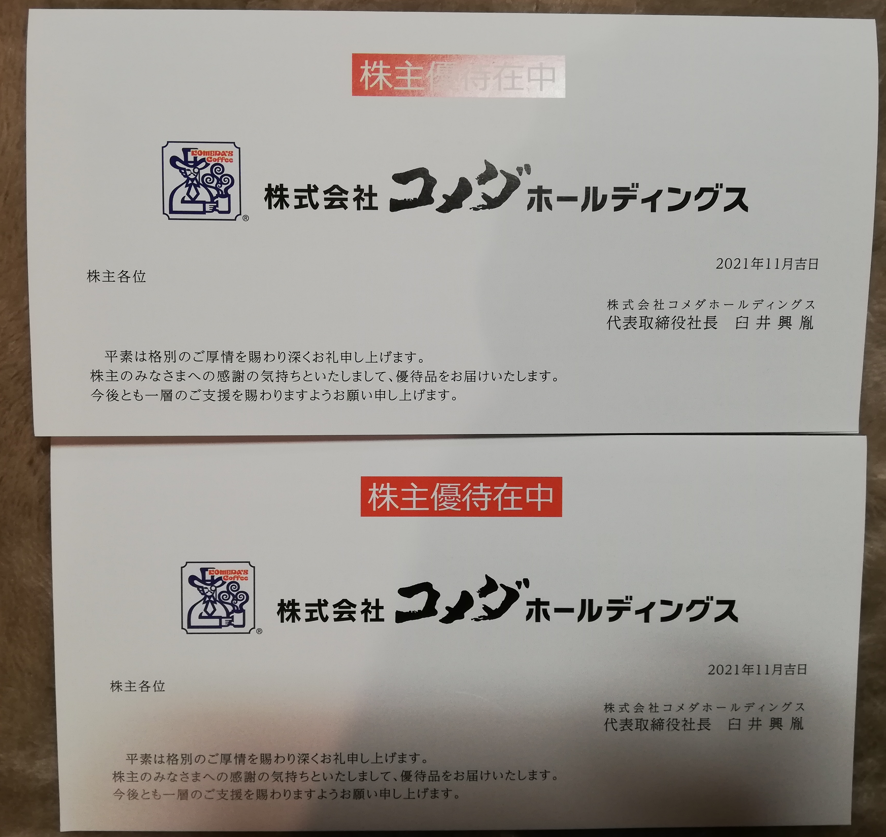 株主優待在中
KOMEDA'S
Coffee
®
株式会社コメダホールディングス
2021年11月吉日
株主各位
株式会社コメダホールディングス
代表取締役社長 臼井興胤
平素は格別のご厚情を賜わり深くお礼申し上げます。
株主のみなさまへの感謝の気持ちといたしまして、優待品をお届けいたします。
今後とも一層のご支援を賜わりますようお願い申し上げます。
株主優待在中
KOMEDA'S
Coffee
®
株式会社コメダホールディングス
2021年11月吉日
株主各位
株式会社コメダホールディングス
代表取締役社長 臼井興胤
平素は格別のご厚情を賜わり深くお礼申し上げます。
株主のみなさまへの感謝の気持ちといたしまして、優待品をお届けいたします。
今後とも一層のご支援を賜わりますようお願い申し上げます。